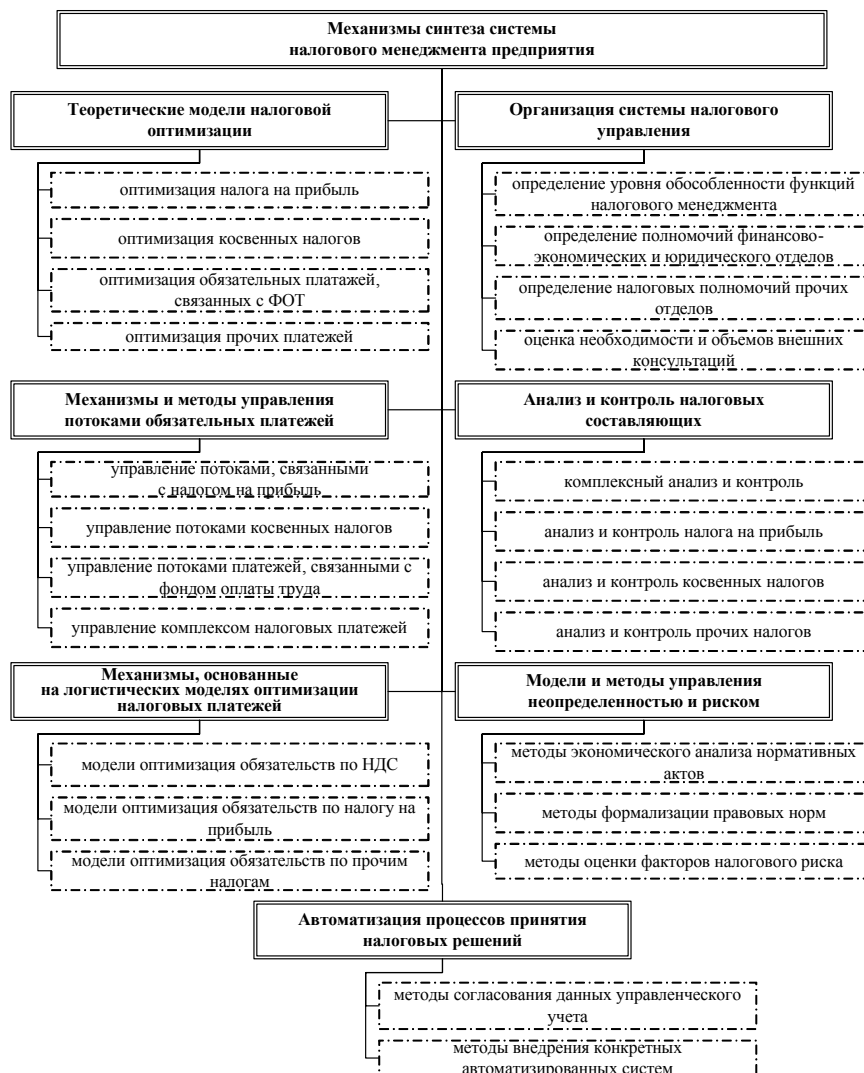 Механизмы синтеза системы
налогового менеджмента предприятия
Теоретические модели налоговой
оптимизации
оптимизация налога на прибыль
оптимизация косвенных налогов
оптимизация обязательных платажей,
связанных с ФОТ
оптимизация прочих платежей
Организация системы налогового
управления
определение уровня обособленности функций
налогового менеджмента
определение полномочий финансово-
экономических и юридического отделов
определение налоговых полномочий прочих
отделов
оценка необходимости и объемов внешних
консультаций
Механизмы и методы управления
потоками обязательных платежей
управление потоками, связанными
с налогом на прибыль
управление потоками косвенных налогов
управление потоками платежей, связанными с
фондом оплаты труда
управление комплексом налоговых платежей
Анализ и контроль налоговых
составляющих
комплексный анализ и контроль
анализ и контроль налога на прибыль
анализ и контроль косвенных налогов
анализ и контроль прочих налогов
Механизмы, основанные
на логистических моделях оптимизации
налоговых платежей
модели оптимизация обязательств по НДС
модели оптимизация обязательств по налогу на
прибыль
модели оптимизация обязательств по прочим
налогам
Модели и методы управления
неопределенностью и риском
методы экономического анализа нормативных
актов
методы формализации правовых норм
методы оценки факторов налогового риска
Автоматизация процессов принятия
налоговых решений
методы согласования данных управленческого
учета
методы внедрения конкретных
автоматизированных систем